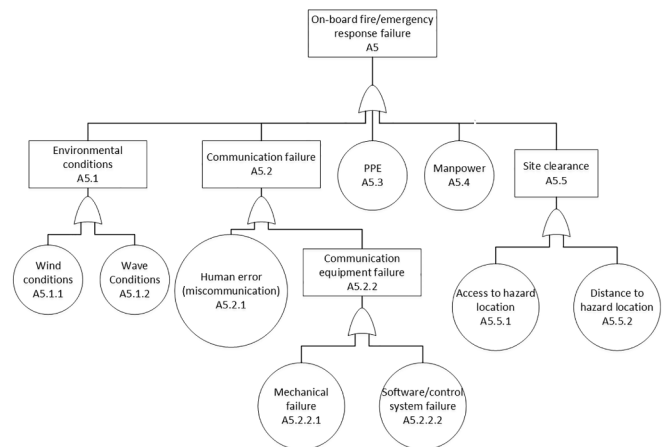 On-board fire/emergency
response failure
A5
Environmental
conditions
A5.1
Communication failure
A5.2
PPE
A5.3
Manpower
A5.4
Site clearance
A5.5
Wind
conditions
A5.1.1
Wave
Conditions
A5.1.2
Human error
(miscommunication)
A5.2.1
Communication
equipment failure
A5.2.2
Access to hazard
location
A5.5.1
Distance to
hazard location
A5.5.2
Mechanical
failure
A5.2.2.1
Software/control
system failure
A5.2.2.2